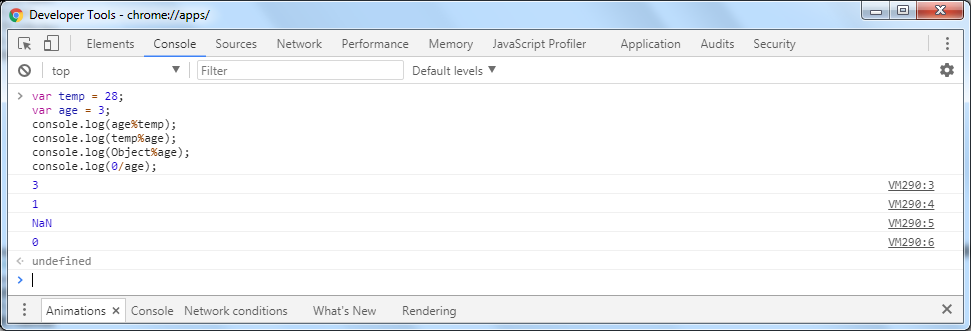 Developer Tools - chrome://apps/
Elements Console Sources Network Performance Memory JavaScript Profiler Application Audits Security
top Filter Default levels
> var temp = 28;
var age = 3;
console.log(age%temp);
console.log(temp%age);
console.log(Object%age);
console.log(0/age);
3 VM290:3
1 VM290:4
NaN VM290:5
0 VM290:6
undefined
>
Animations × Console Network conditions What's New Rendering